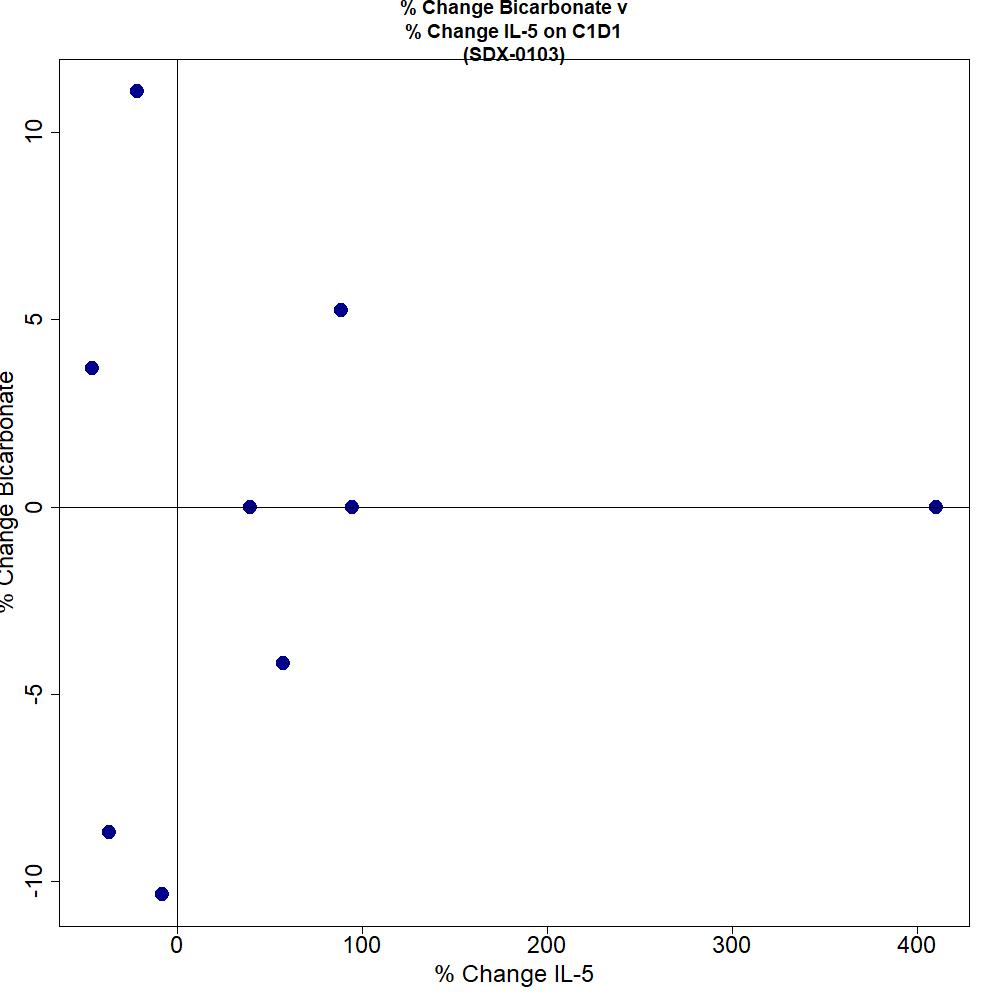 % Change Bicarbonate v
% Change IL-5 on C1D1
(SDX-0103)
10
5
0
-5
-10
% Change Bicarbonate
0 100 200 300 400
% Change IL-5